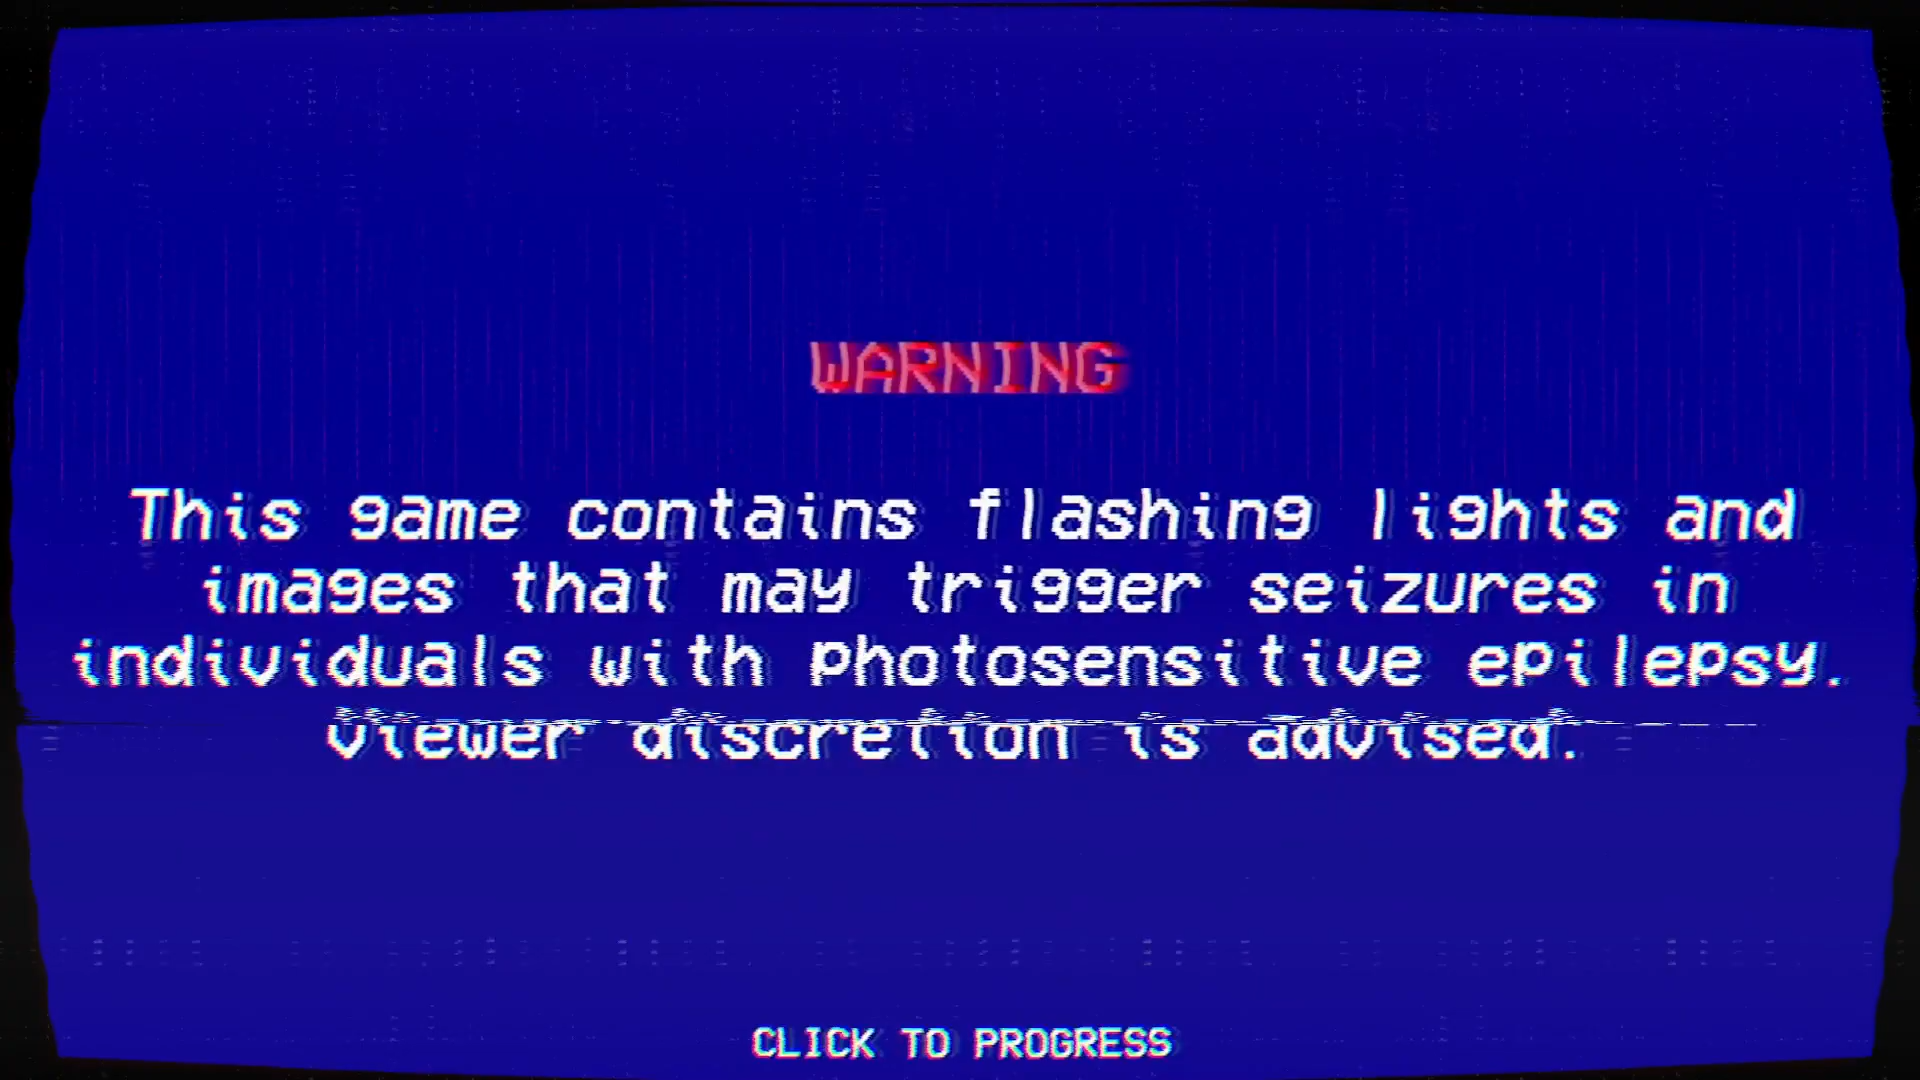 WARNING
This game contains flashing lights and
images that may trigger seizures in
individuals with photosensitive epilepsy.
Viewer discretion is advised.
CLICK TO PROGRESS